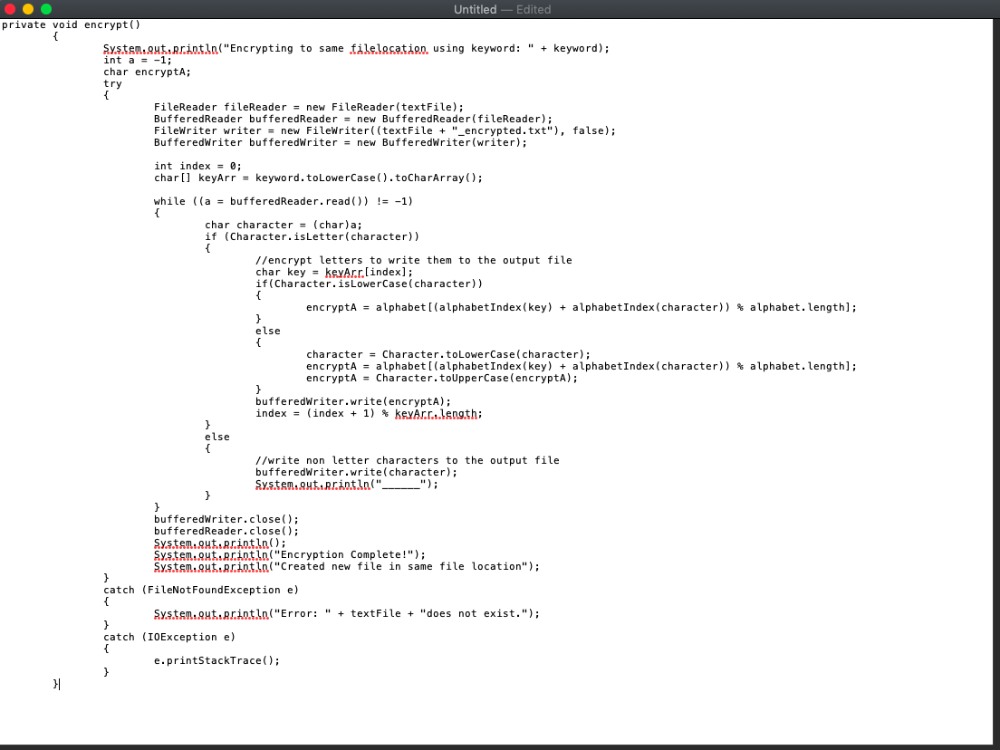 Untitled — Edited
private void encrypt()
{
System.out.println("Encrypting to same filelocation using keyword: " + keyword);
int a = -1;
char encryptA;
try
{
FileReader fileReader = new FileReader(textFile);
BufferedReader bufferedReader = new BufferedReader(fileReader);
FileWriter writer = new FileWriter((textFile + "_encrypted.txt"), false);
BufferedWriter bufferedWriter = new BufferedWriter(writer);
int index = 0;
char[] keyArr = keyword.toLowerCase().toCharArray();
while ((a = bufferedReader.read()) != -1)
{
char character = (char)a;
if (Character.isLetter(character))
{
//encrypt letters to write them to the output file
char key = keyArr[index];
if(Character.isLowerCase(character))
{
encryptA = alphabet[(alphabetIndex(key) + alphabetIndex(character)) % alphabet.length];
}
else
{
character = Character.toLowerCase(character);
encryptA = alphabet[(alphabetIndex(key) + alphabetIndex(character)) % alphabet.length];
encryptA = Character.toUpperCase(encryptA);
}
bufferedWriter.write(encryptA);
index = (index + 1) % keyArr.length;
}
else
{
//write non letter characters to the output file
bufferedWriter.write(character);
System.out.println("______");
}
}
bufferedWriter.close();
bufferedReader.close();
System.out.println();
System.out.println("Encryption Complete!");
System.out.println("Created new file in same file location");
}
catch (FileNotFoundException e)
{
System.out.println("Error: " + textFile + "does not exist.");
}
catch (IOException e)
{
e.printStackTrace();
}
}